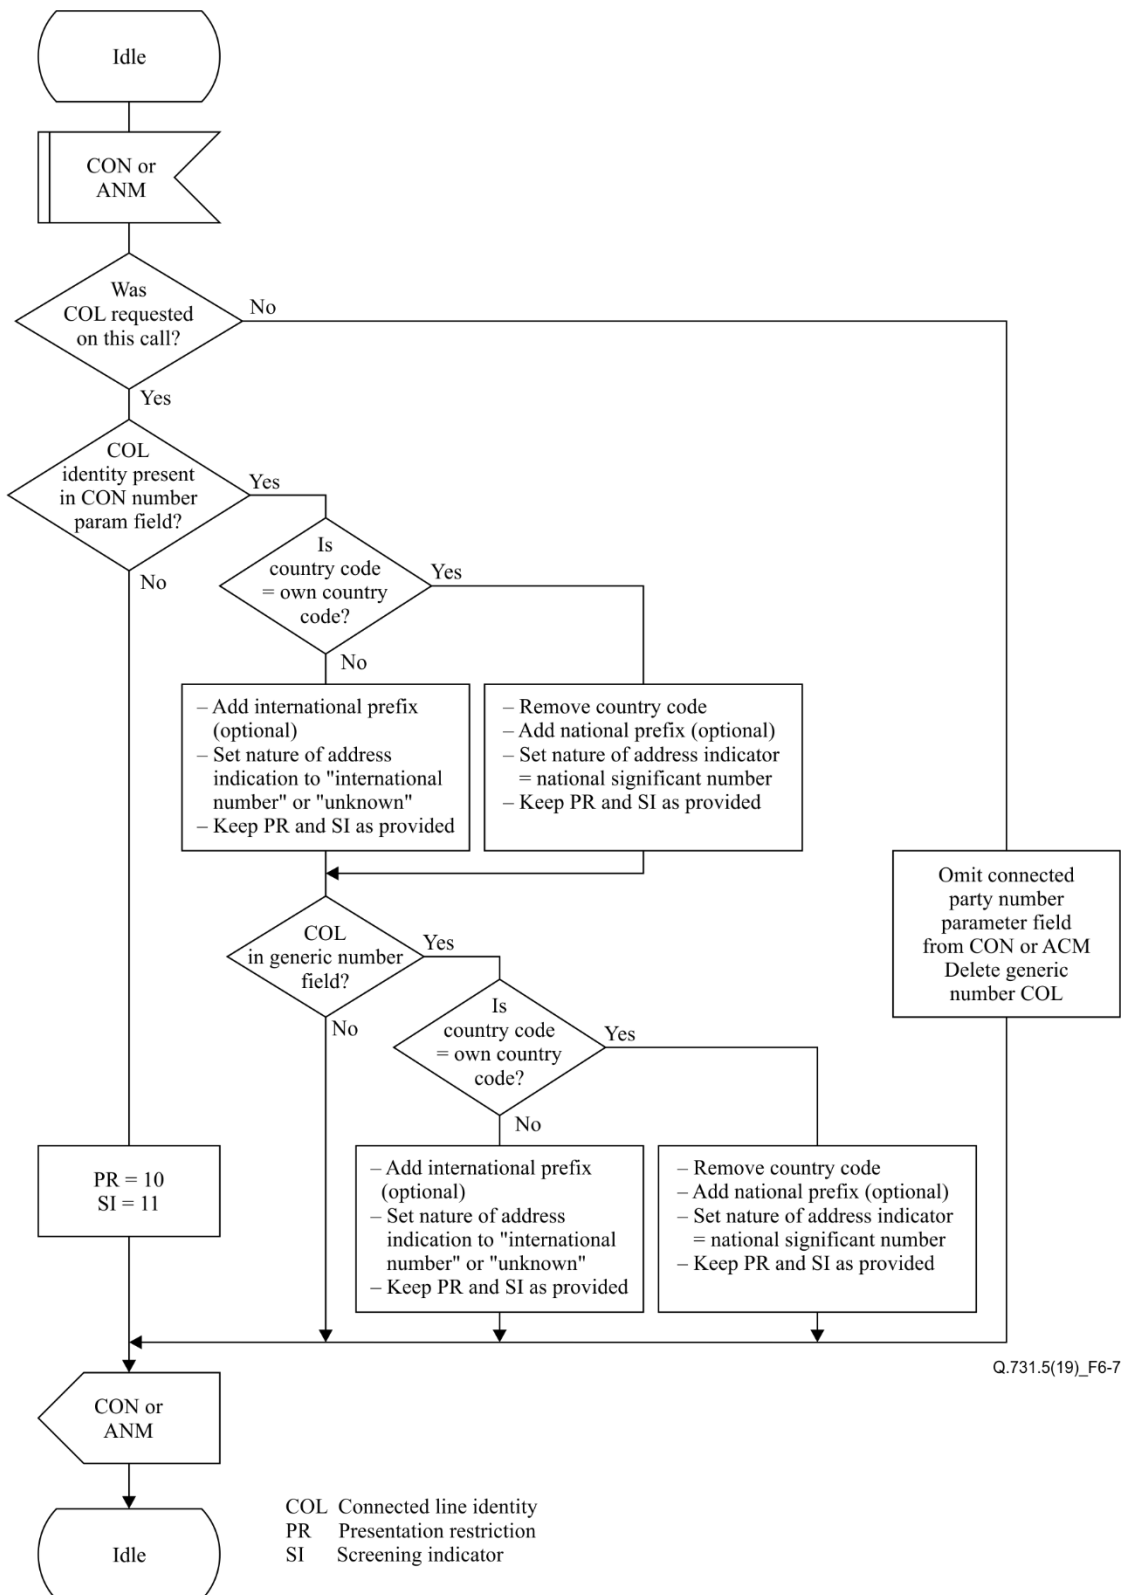 Idle
CON or
ANM
Was
COL requested
on this call?
No
Yes
COL
identity present
in CON number
param field?
Yes
No
Is
country code
= own country
code?
Yes
No
– Add international prefix
(optional)
– Set nature of address
indication to "international
number" or "unknown"
– Keep PR and SI as provided
– Remove country code
– Add national prefix (optional)
– Set nature of address indicator
= national significant number
– Keep PR and SI as provided
Omit connected
party number
parameter field
from CON or ACM
Delete generic
number COL
COL
in generic number
field?
Yes
No
Is
country code
= own country
code?
Yes
No
– Add international prefix
(optional)
– Set nature of address
indication to "international
number" or "unknown"
– Keep PR and SI as provided
– Remove country code
– Add national prefix (optional)
– Set nature of address indicator
= national significant number
– Keep PR and SI as provided
PR = 10
SI = 11
Q.731.5(19)_F6-7
CON or
ANM
Idle
COL Connected line identity
PR Presentation restriction
SI Screening indicator